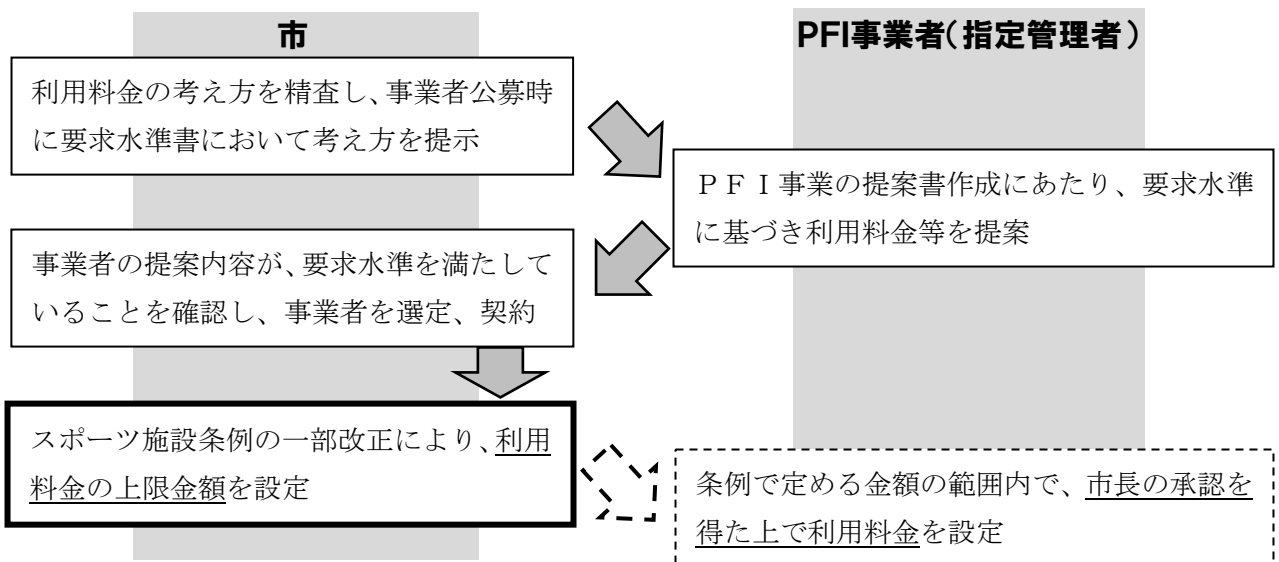 市
PFI事業者(指定管理者)
利用料金の考え方を精査し、事業者公募時
に要求水準書において考え方を提示
ＰＦＩ事業の提案書作成にあたり、要求水準
に基づき利用料金等を提案
事業者の提案内容が、要求水準を満たして
いることを確認し、事業者を選定、契約
スポーツ施設条例の一部改正により、利用
料金の上限金額を設定
条例で定める金額の範囲内で、市長の承認を
得た上で利用料金を設定